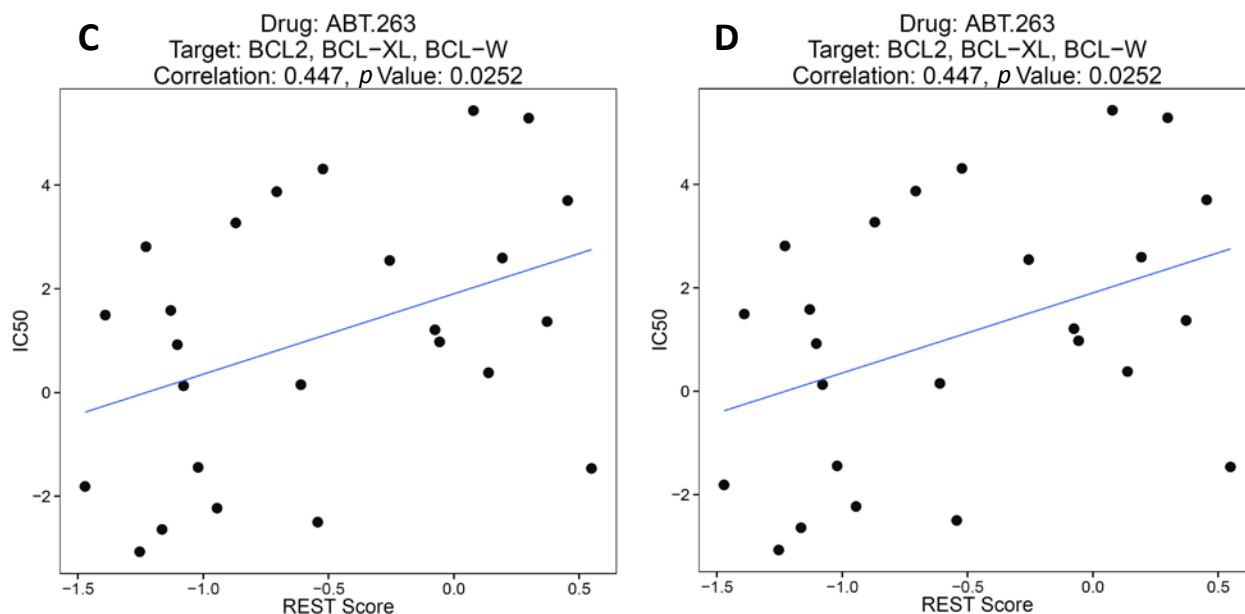 C
Drug: ABT.263
Target: BCL2, BCL−XL, BCL−W
Correlation: 0.447, p Value: 0.0252
IC50
4
2
0
−2
−1.5 −1.0 −0.5 0.0 0.5
REST Score
D
Drug: ABT.263
Target: BCL2, BCL−XL, BCL−W
Correlation: 0.447, p Value: 0.0252
IC50
4
2
0
−2
−1.5 −1.0 −0.5 0.0 0.5
REST Score